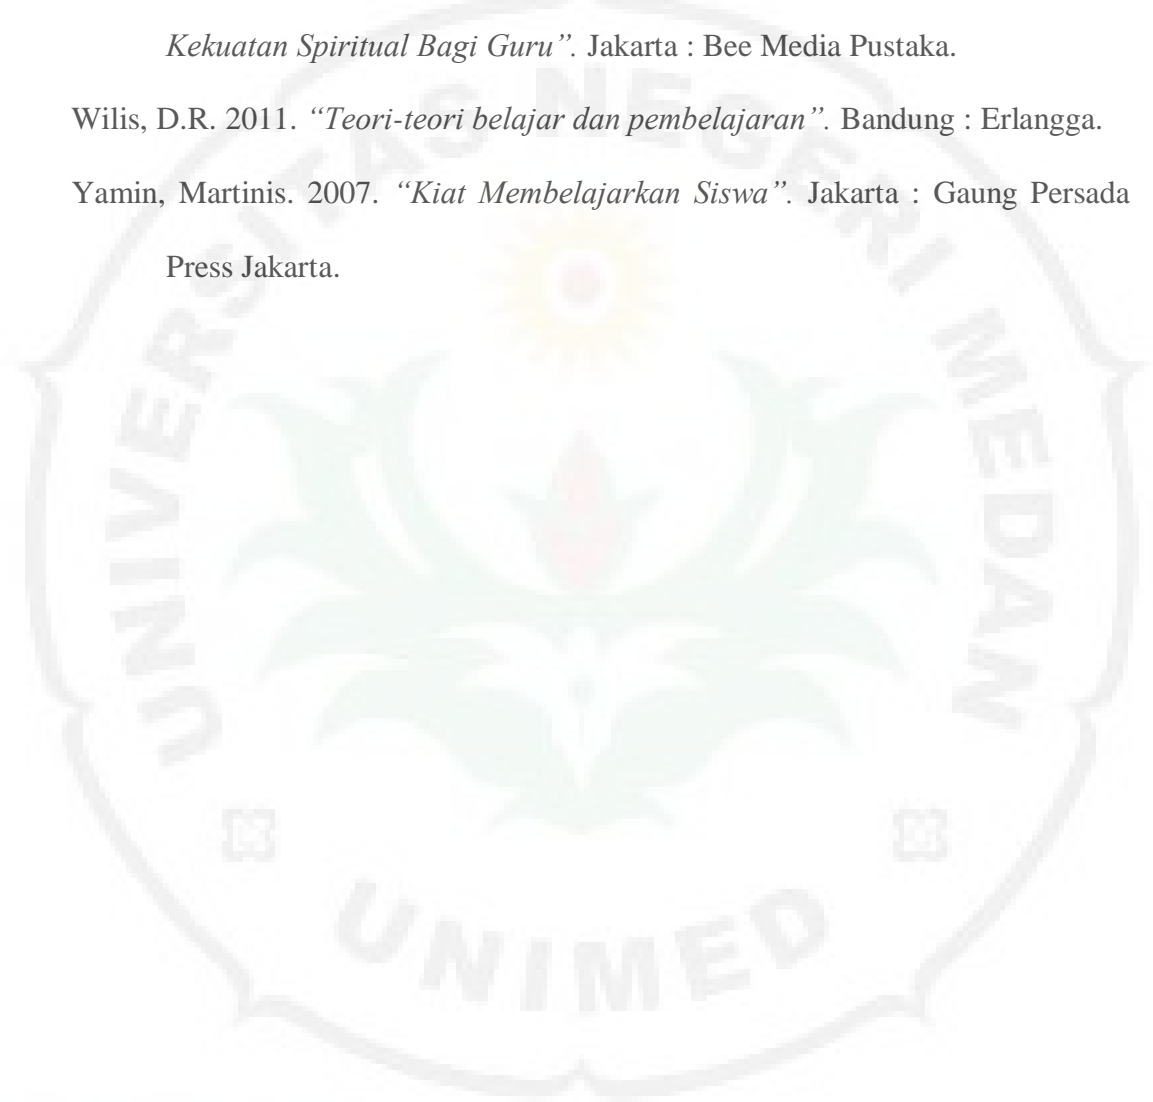 Kekuatan Spiritual Bagi Guru”. Jakarta : Bee Media Pustaka.
Wilis, D.R. 2011. “Teori-teori belajar dan pembelajaran”. Bandung : Erlangga.
Yamin, Martinis. 2007. “Kiat Membelajarkan Siswa”. Jakarta : Gaung Persada
Press Jakarta.
UNIVERSITAS NEGERI MEDAN
UNIMED